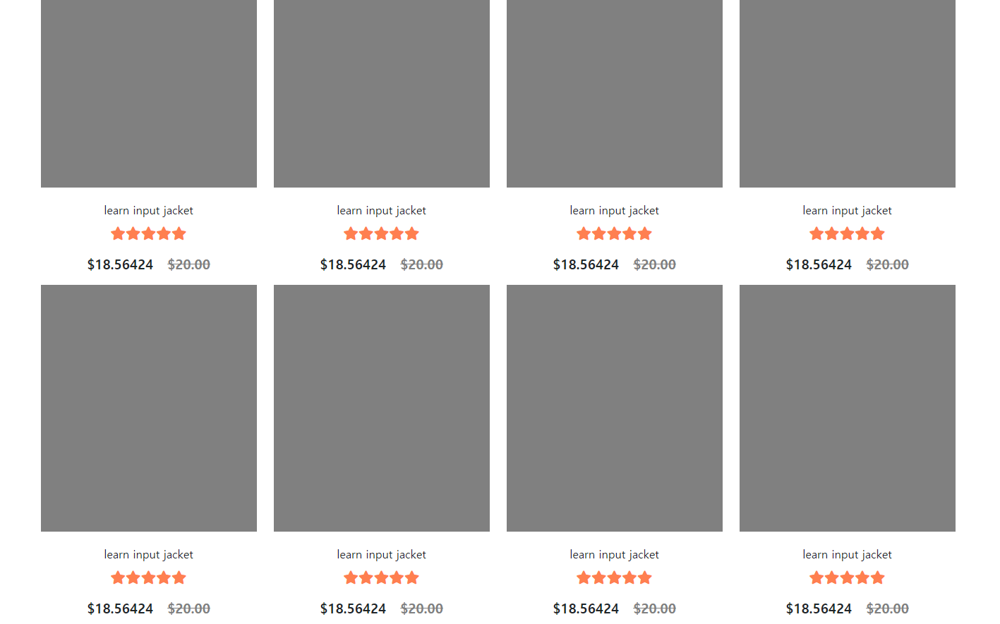 learn input jacket learn input jacket learn input jacket learn input jacket
$18.56424 $20.00 $18.56424 $20.00 $18.56424 $20.00 $18.56424 $20.00
learn input jacket learn input jacket learn input jacket learn input jacket
$18.56424 $20.00 $18.56424 $20.00 $18.56424 $20.00 $18.56424 $20.00